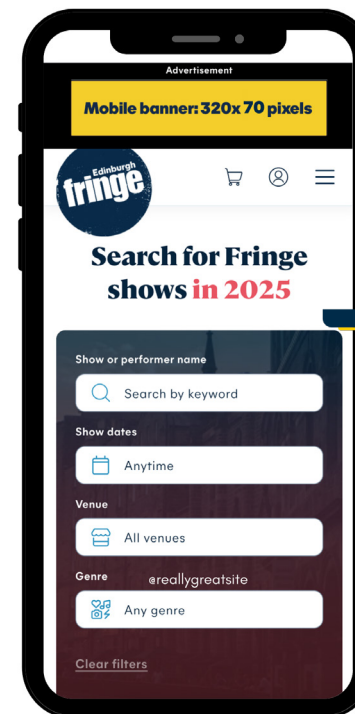 Advertisement
Mobile banner: 320x 70 pixels
Edinburgh
fringe
Search for Fringe
shows in 2025
Show or performer name
Search by keyword
Show dates
Anytime
Venue
All venues
Genre
@reallygreatsite
Any genre
Clear filters